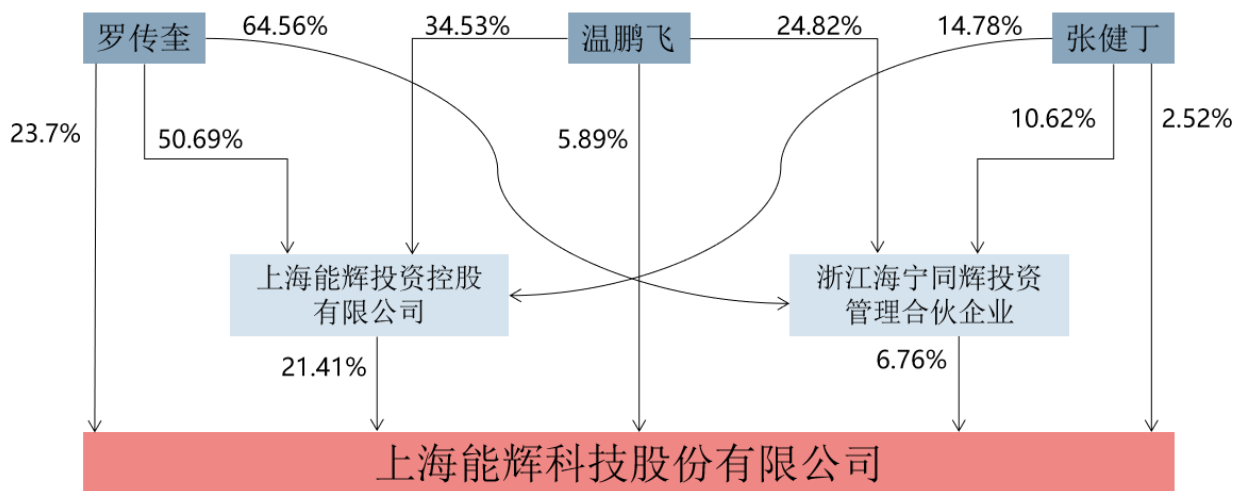 罗传奎
64.56%
34.53%
温鹏飞
24.82%
14.78%
张健丁
23.7%
50.69%
5.89%
10.62%
2.52%
上海能辉投资控股
有限公司
浙江海宁同辉投资
管理合伙企业
21.41%
6.76%
上海能辉科技股份有限公司